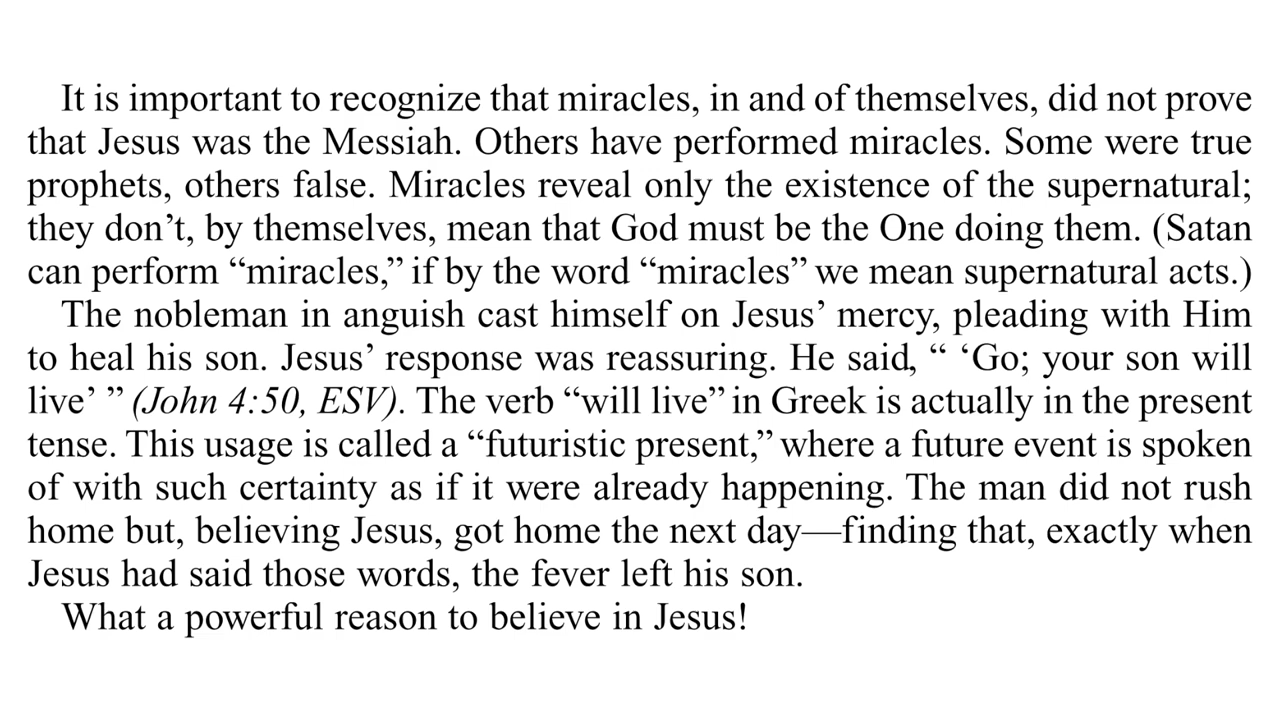 It is important to recognize that miracles, in and of themselves, did not prove
that Jesus was the Messiah. Others have performed miracles. Some were true
prophets, others false. Miracles reveal only the existence of the supernatural;
they don’t, by themselves, mean that God must be the One doing them. (Satan
can perform “miracles,” if by the word “miracles” we mean supernatural acts.)
The nobleman in anguish cast himself on Jesus’ mercy, pleading with Him
to heal his son. Jesus’ response was reassuring. He said, “ ‘Go; your son will
live’ ” (John 4:50, ESV). The verb “will live” in Greek is actually in the present
tense. This usage is called a “futuristic present,” where a future event is spoken
of with such certainty as if it were already happening. The man did not rush
home but, believing Jesus, got home the next day—finding that, exactly when
Jesus had said those words, the fever left his son.
What a powerful reason to believe in Jesus!